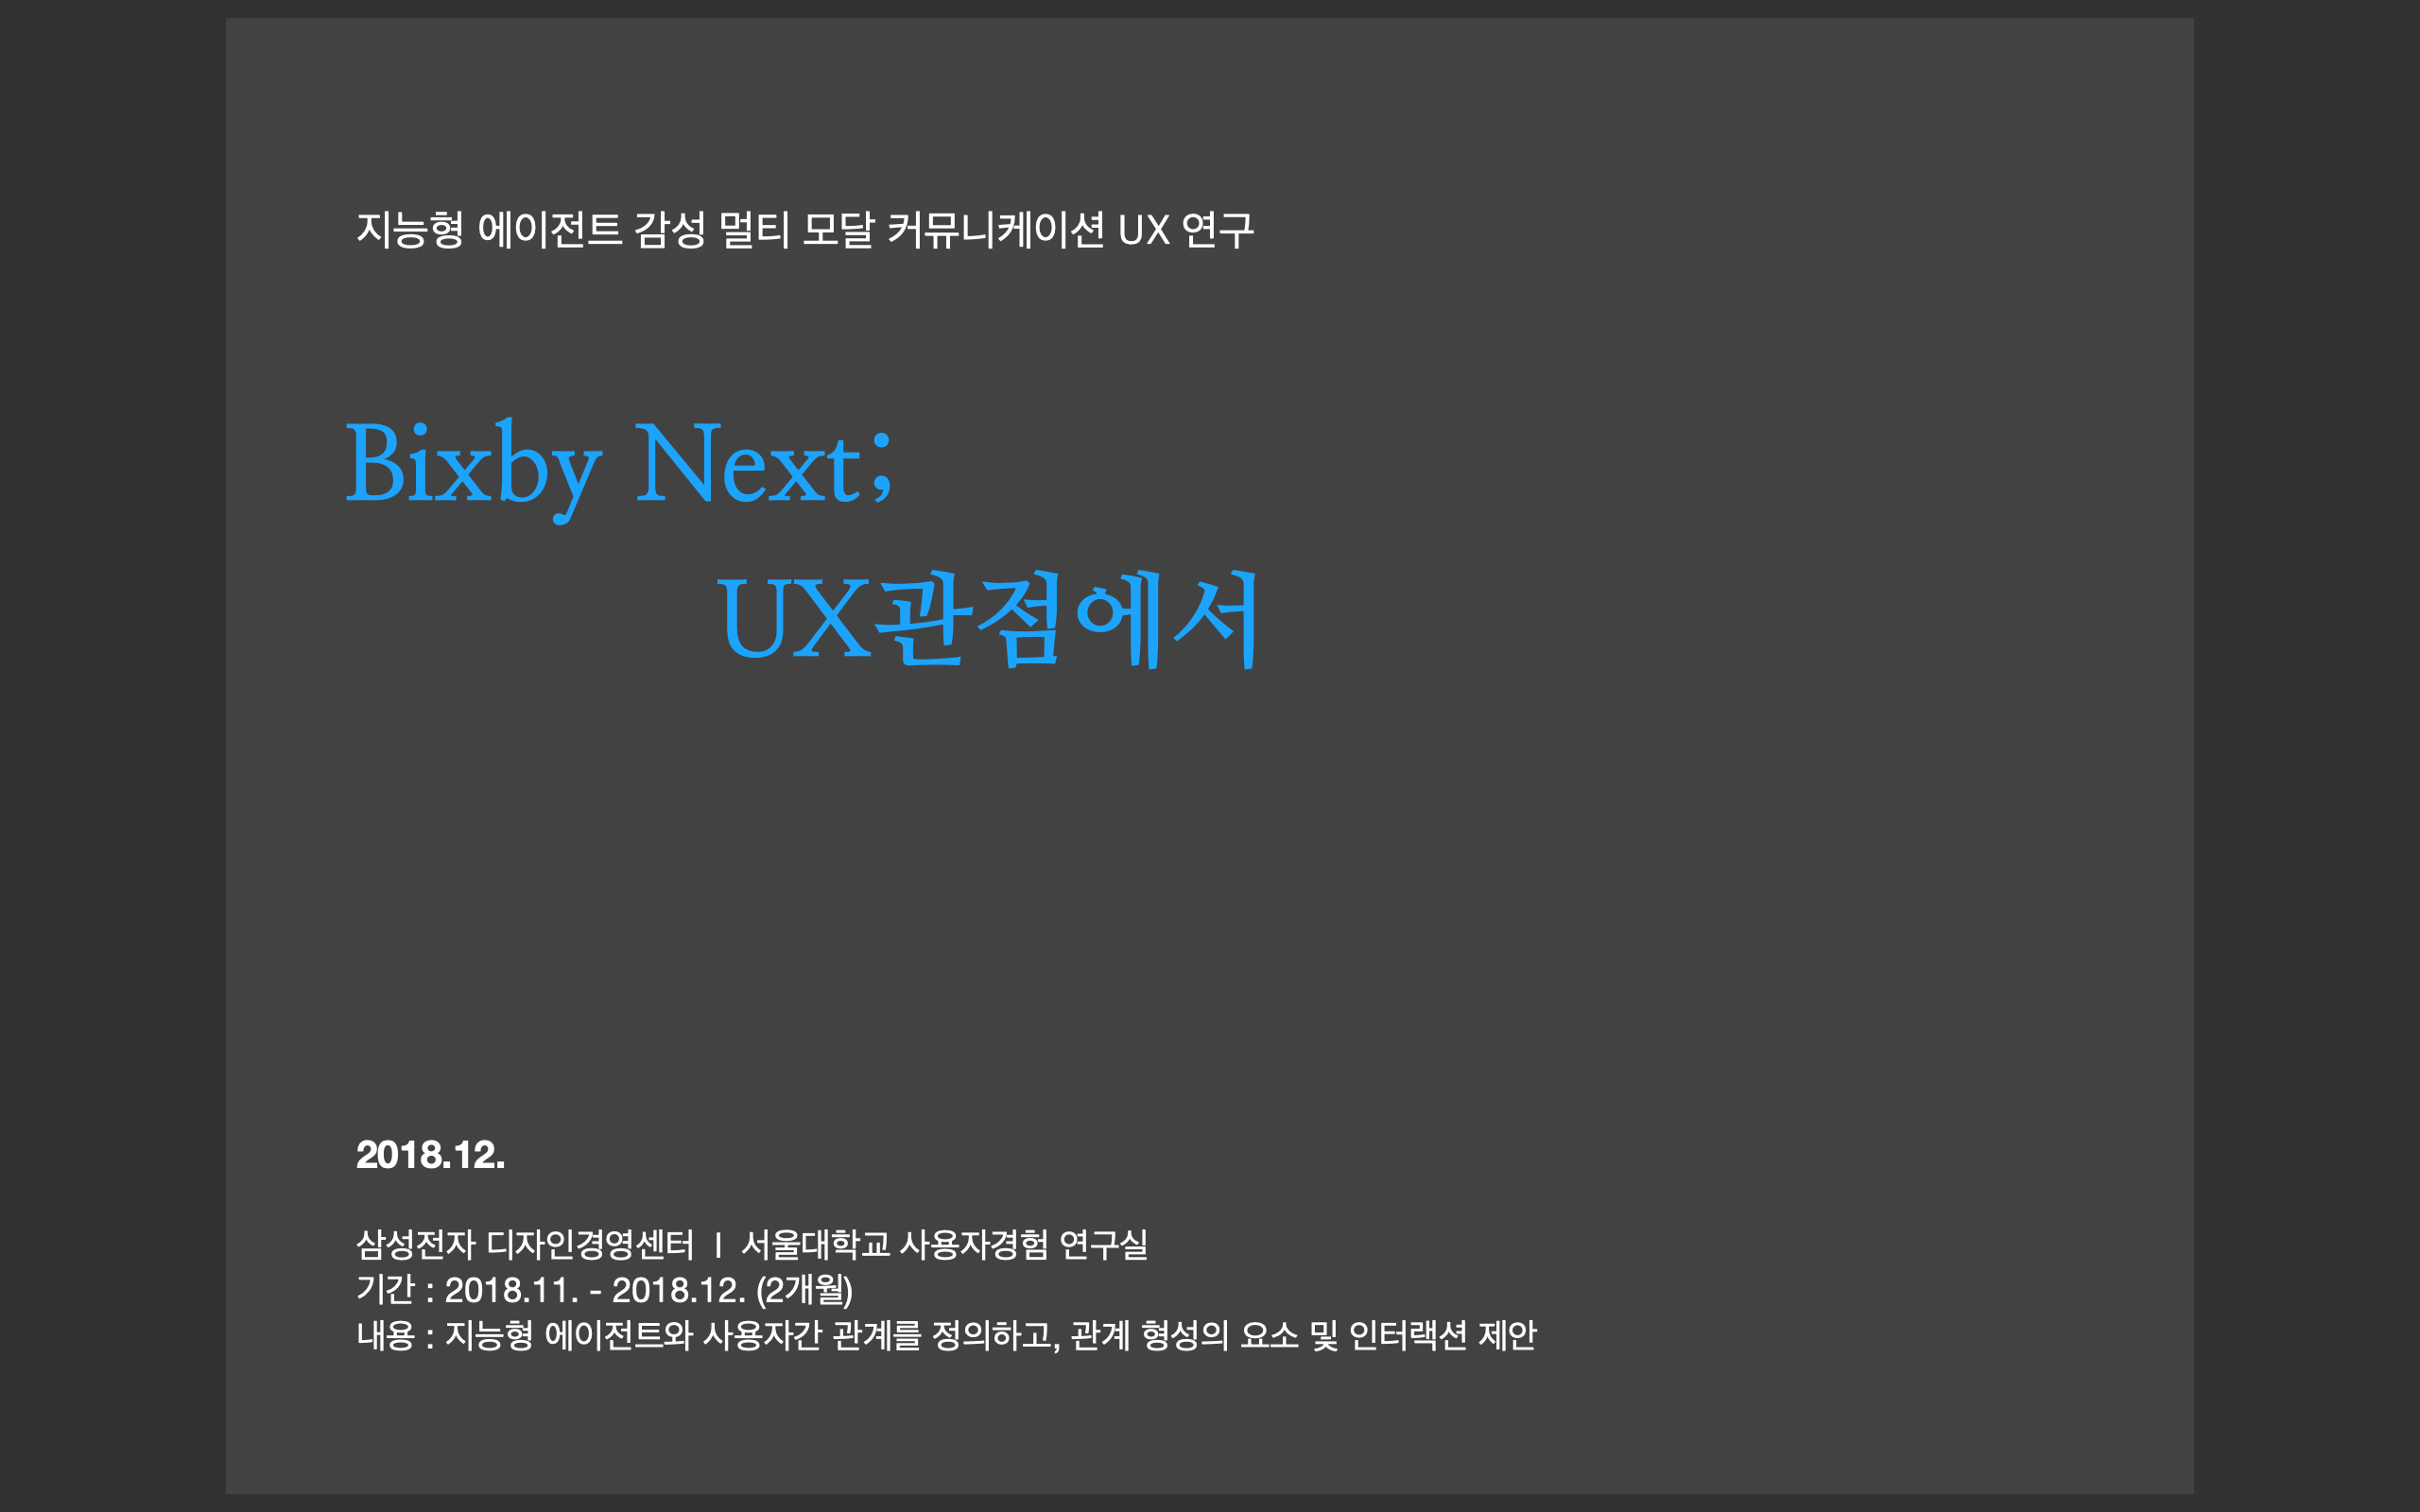 지능형 에이전트 감성 멀티 모달 커뮤니케이션 UX 연구
Bixby Next;
UX관점에서
2018.12.
삼성전자 디자인경영센터 ㅣ 서울대학교 사용자경험 연구실
기간 : 2018.11. - 2018.12. (2개월)
내용 : 지능형 에이전트와 사용자간 관계를 정의하고, 관계 형성의 요소 및 인터랙션 제안